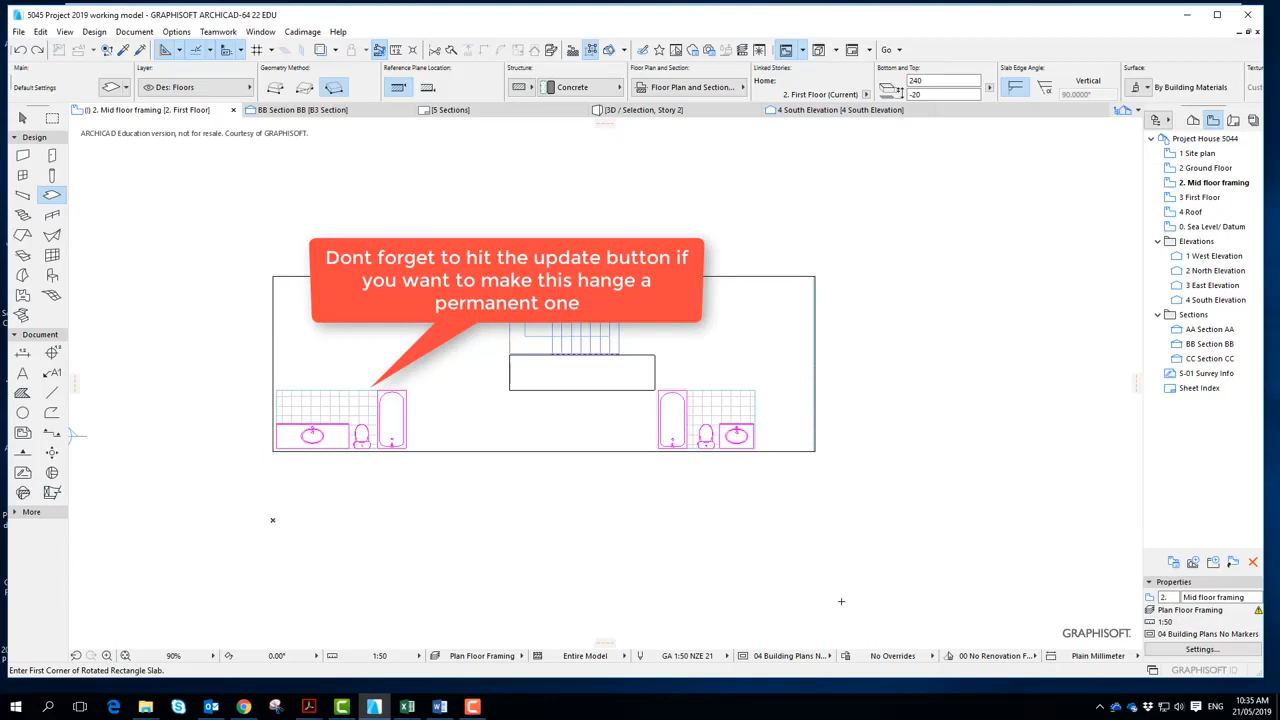 5045 Project 2019 working model - GRAPHISOFT ARCHICAD-64 22 EDU
File Edit View Design Document Options Teamwork Window Cadimage Help
Go
Main: Layer: Geometry Method: Reference Plane Location: Structure: Floor Plan and Section: Linked Stories: Bottom and Top: Slab Edge Angle: Surface:
Default Settings
Des: Floors
Concrete
Floor Plan and Section...
Home:
2. First Floor (Current)
240
-20
Vertical
90.0000°
By Building Materials
(!) 2. Mid floor framing [2. First Floor]
BB Section BB [B3 Section]
[5 Sections]
[3D / Selection, Story 2]
4 South Elevation [4 South Elevation]
ARCHICAD Education version, not for resale. Courtesy of GRAPHISOFT.
Design
Document
More
Dont forget to hit the update button if
you want to make this hange a
permanent one
Project House 5044
1 Site plan
2 Ground Floor
2. Mid floor framing
3 First Floor
4 Roof
0. Sea Level/ Datum
Elevations
1 West Elevation
2 North Elevation
3 East Elevation
4 South Elevation
Sections
AA Section AA
BB Section BB
CC Section CC
S-01 Survey Info
Sheet Index
Properties
2. Mid floor framing
Plan Floor Framing
1:50
04 Building Plans No Markers
Settings...
GRAPHISOFT.
90% 0.00° 1:50 Plan Floor Framing Entire Model GA 1:50 NZE 21 04 Building Plans N... No Overrides 00 No Renovation F... Plain Millimeter
Enter First Corner of Rotated Rectangle Slab.
GRAPHISOFT ID
ENG
10:35 AM
21/05/2019